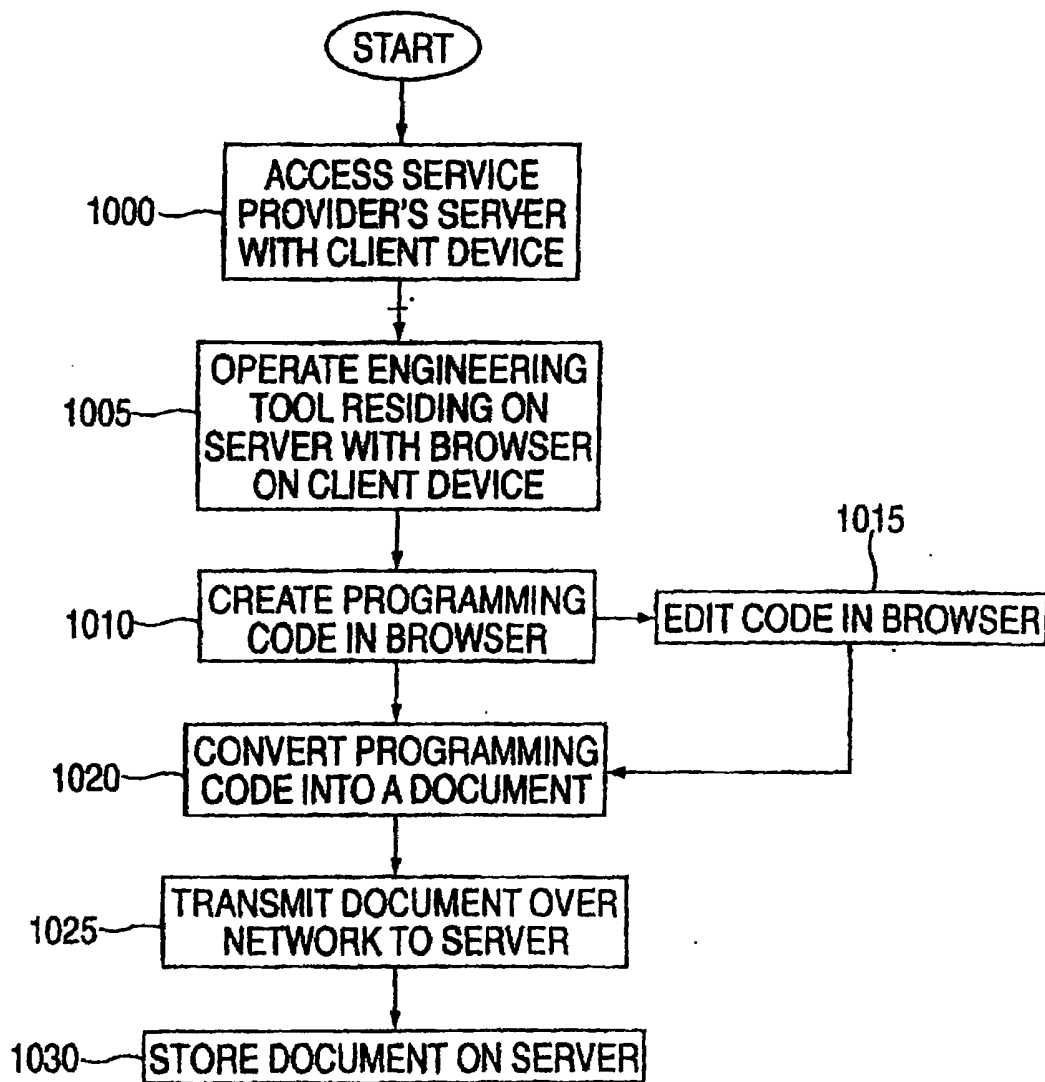 START
1000
ACCESS SERVICE
PROVIDER'S SERVER
WITH CLIENT DEVICE
1005
OPERATE ENGINEERING
TOOL RESIDING ON
SERVER WITH BROWSER
ON CLIENT DEVICE
1010
CREATE PROGRAMMING
CODE IN BROWSER
1015
EDIT CODE IN BROWSER
1020
CONVERT PROGRAMMING
CODE INTO A DOCUMENT
1025
TRANSMIT DOCUMENT OVER
NETWORK TO SERVER
1030
STORE DOCUMENT ON SERVER